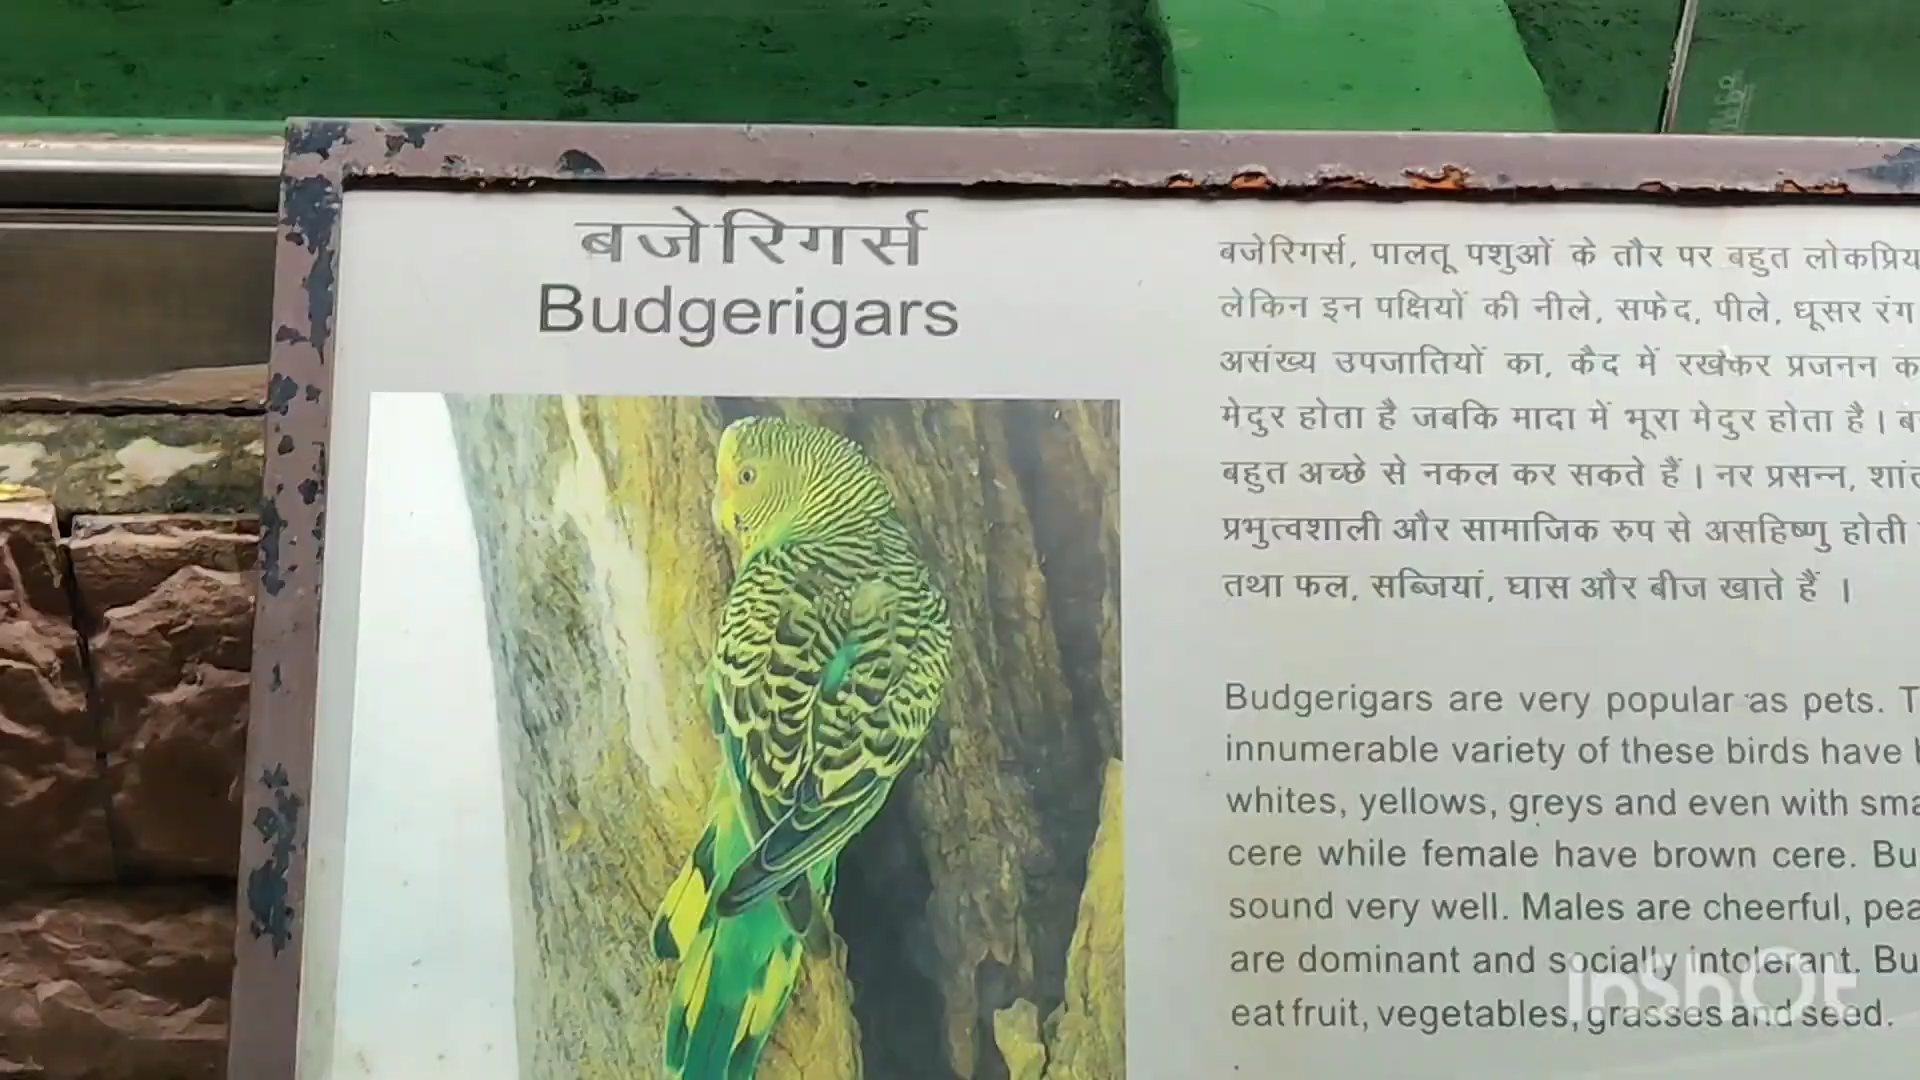 बजेरिगर्स
Budgerigars
बजेरिगर्स, पालतू पशुओं के तौर पर बहुत लोकप्रिय
लेकिन इन पक्षियों की नीले, सफेद, पीले, धूसर रंग
असंख्य उपजातियों का, कैद में रखकर प्रजनन
मेदुर होता है जबकि मादा में भूरा मेदुर होता है।
बहुत अच्छे से नकल कर सकते हैं। नर प्रसन्न,
प्रभुत्वशाली और सामाजिक रुप से असहिष्णु होती
तथा फल, सब्जियां, घास और बीज खाते हैं ।
Budgerigars are very popular as pets.
innumerable variety of these birds have
whites, yellows, greys and even with
cere while female have brown cere.
sound very well. Males are cheerful,
are dominant and socially intolerant.
eat fruit, vegetables, grasses and seed.
InShOt